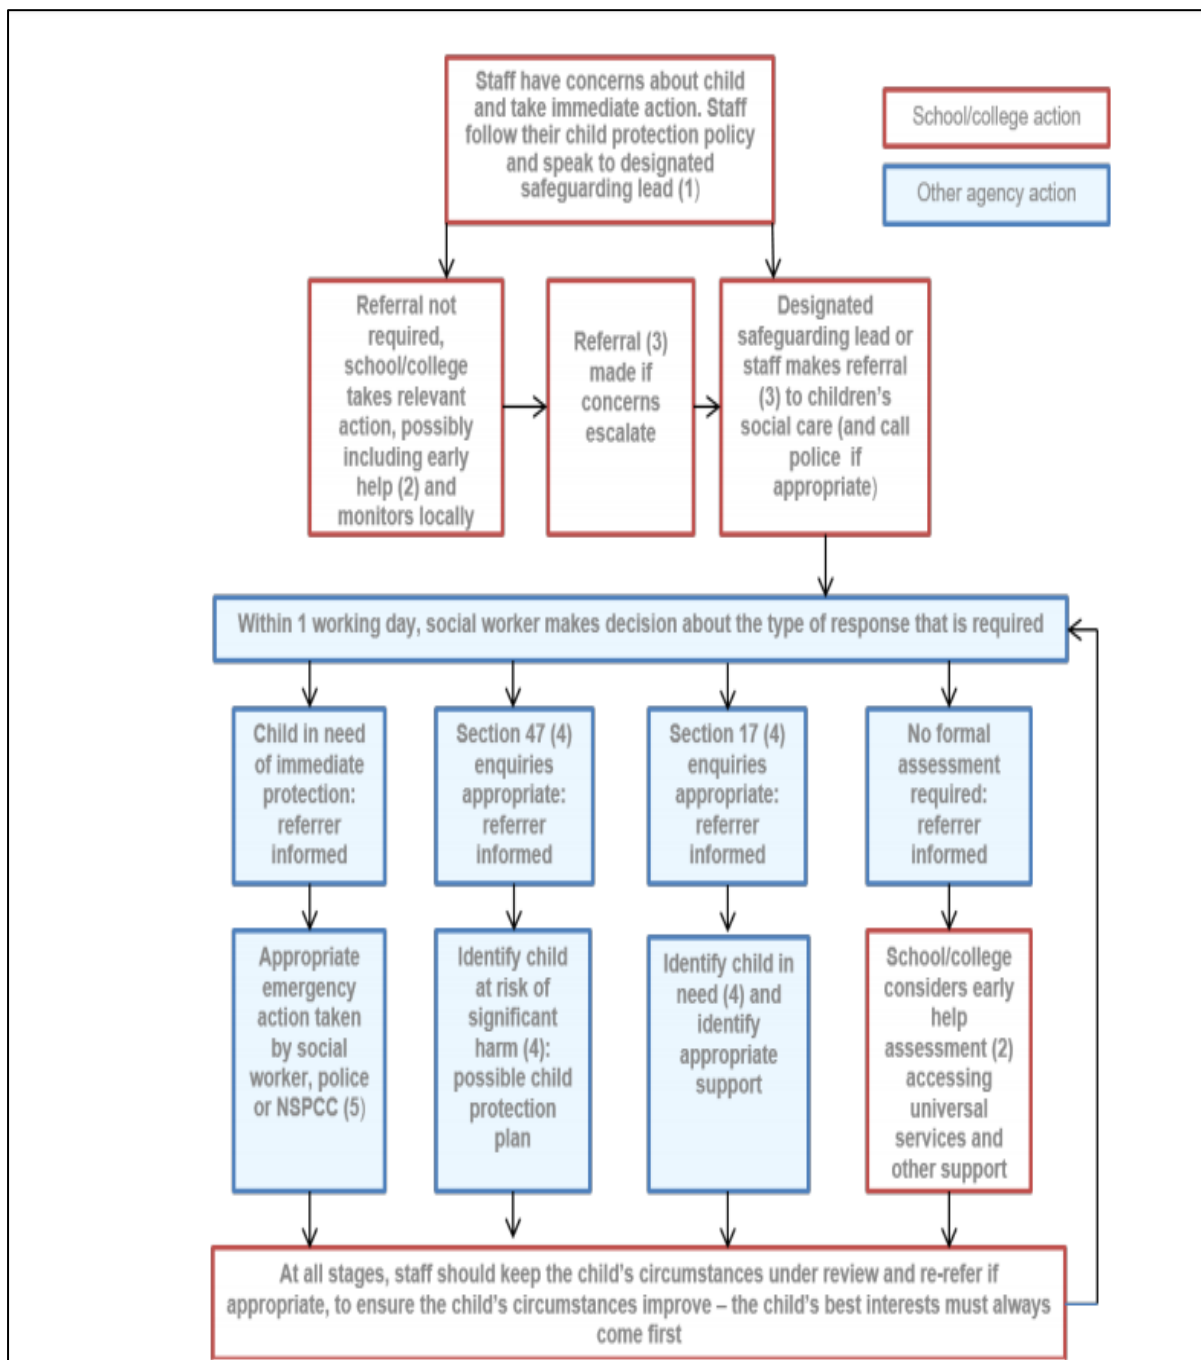 Staff have concerns about child
and take immediate action. Staff
follow their child protection policy
and speak to designated
safeguarding lead (1)
School/college action
Other agency action
Referral not
required,
school/college
takes relevant
action, possibly
including early
help (2) and
monitors locally
Referral (3)
made if
concerns
escalate
Designated
safeguarding lead or
staff makes referral
(3) to children’s
social care (and call
police if
appropriate)
Within 1 working day, social worker makes decision about the type of response that is required
Child in need
of immediate
protection:
referrer
informed
Section 47 (4)
enquiries
appropriate:
referrer
informed
Section 17 (4)
enquiries
appropriate:
referrer
informed
No formal
assessment
required:
referrer
informed
Appropriate
emergency
action taken
by social
worker, police
or NSPCC (5)
Identify child
at risk of
significant
harm (4):
possible child
protection
plan
Identify child in
need (4) and
identify
appropriate
support
School/college
considers early
help
assessment (2)
accessing
universal
services and
other support
At all stages, staff should keep the child’s circumstances under review and re-refer if
appropriate, to ensure the child’s circumstances improve – the child’s best interests must always
come first